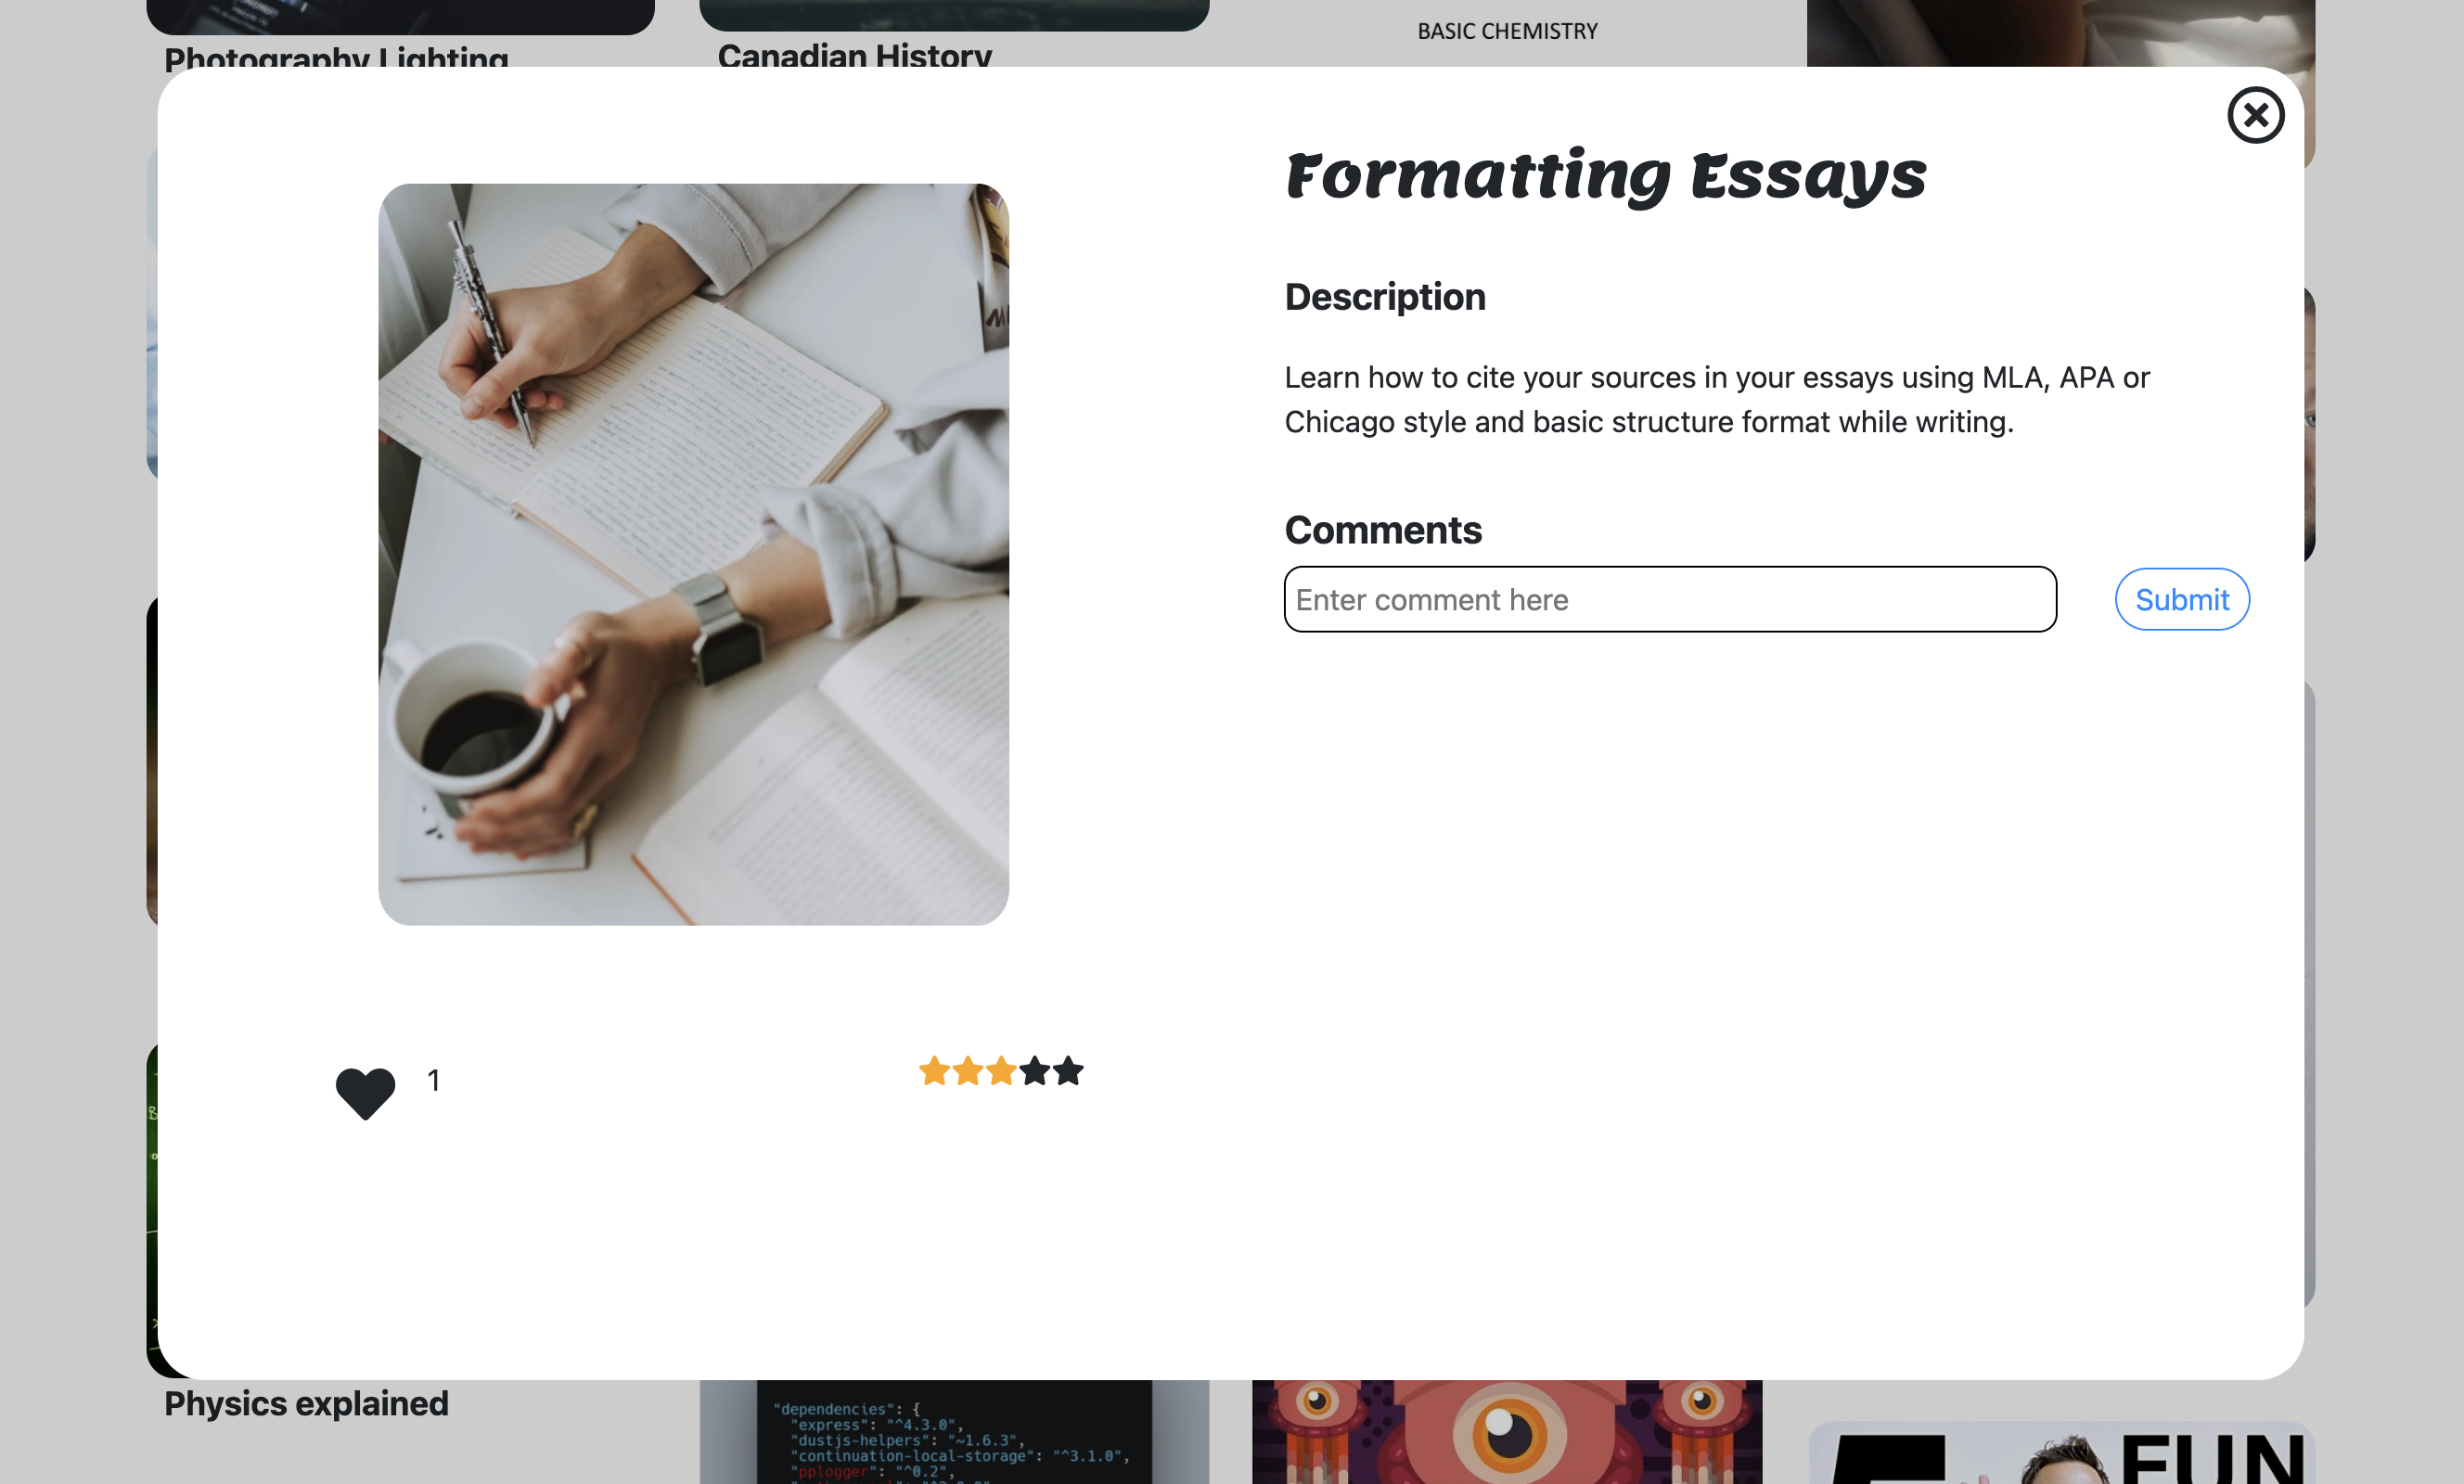 BASIC CHEMISTRY
Photography Lighting
Canadian History
Formatting Essays
Description
Learn how to cite your sources in your essays using MLA, APA or
Chicago style and basic structure format while writing.
Comments
Enter comment here
Submit
1
Physics explained
"dependencies": {
"express": "^4.3.0",
"dustjs-helpers": "~1.6.3",
"continuation-local-storage": "^3.1.0",
"pplogger": "^0.2",
FUN